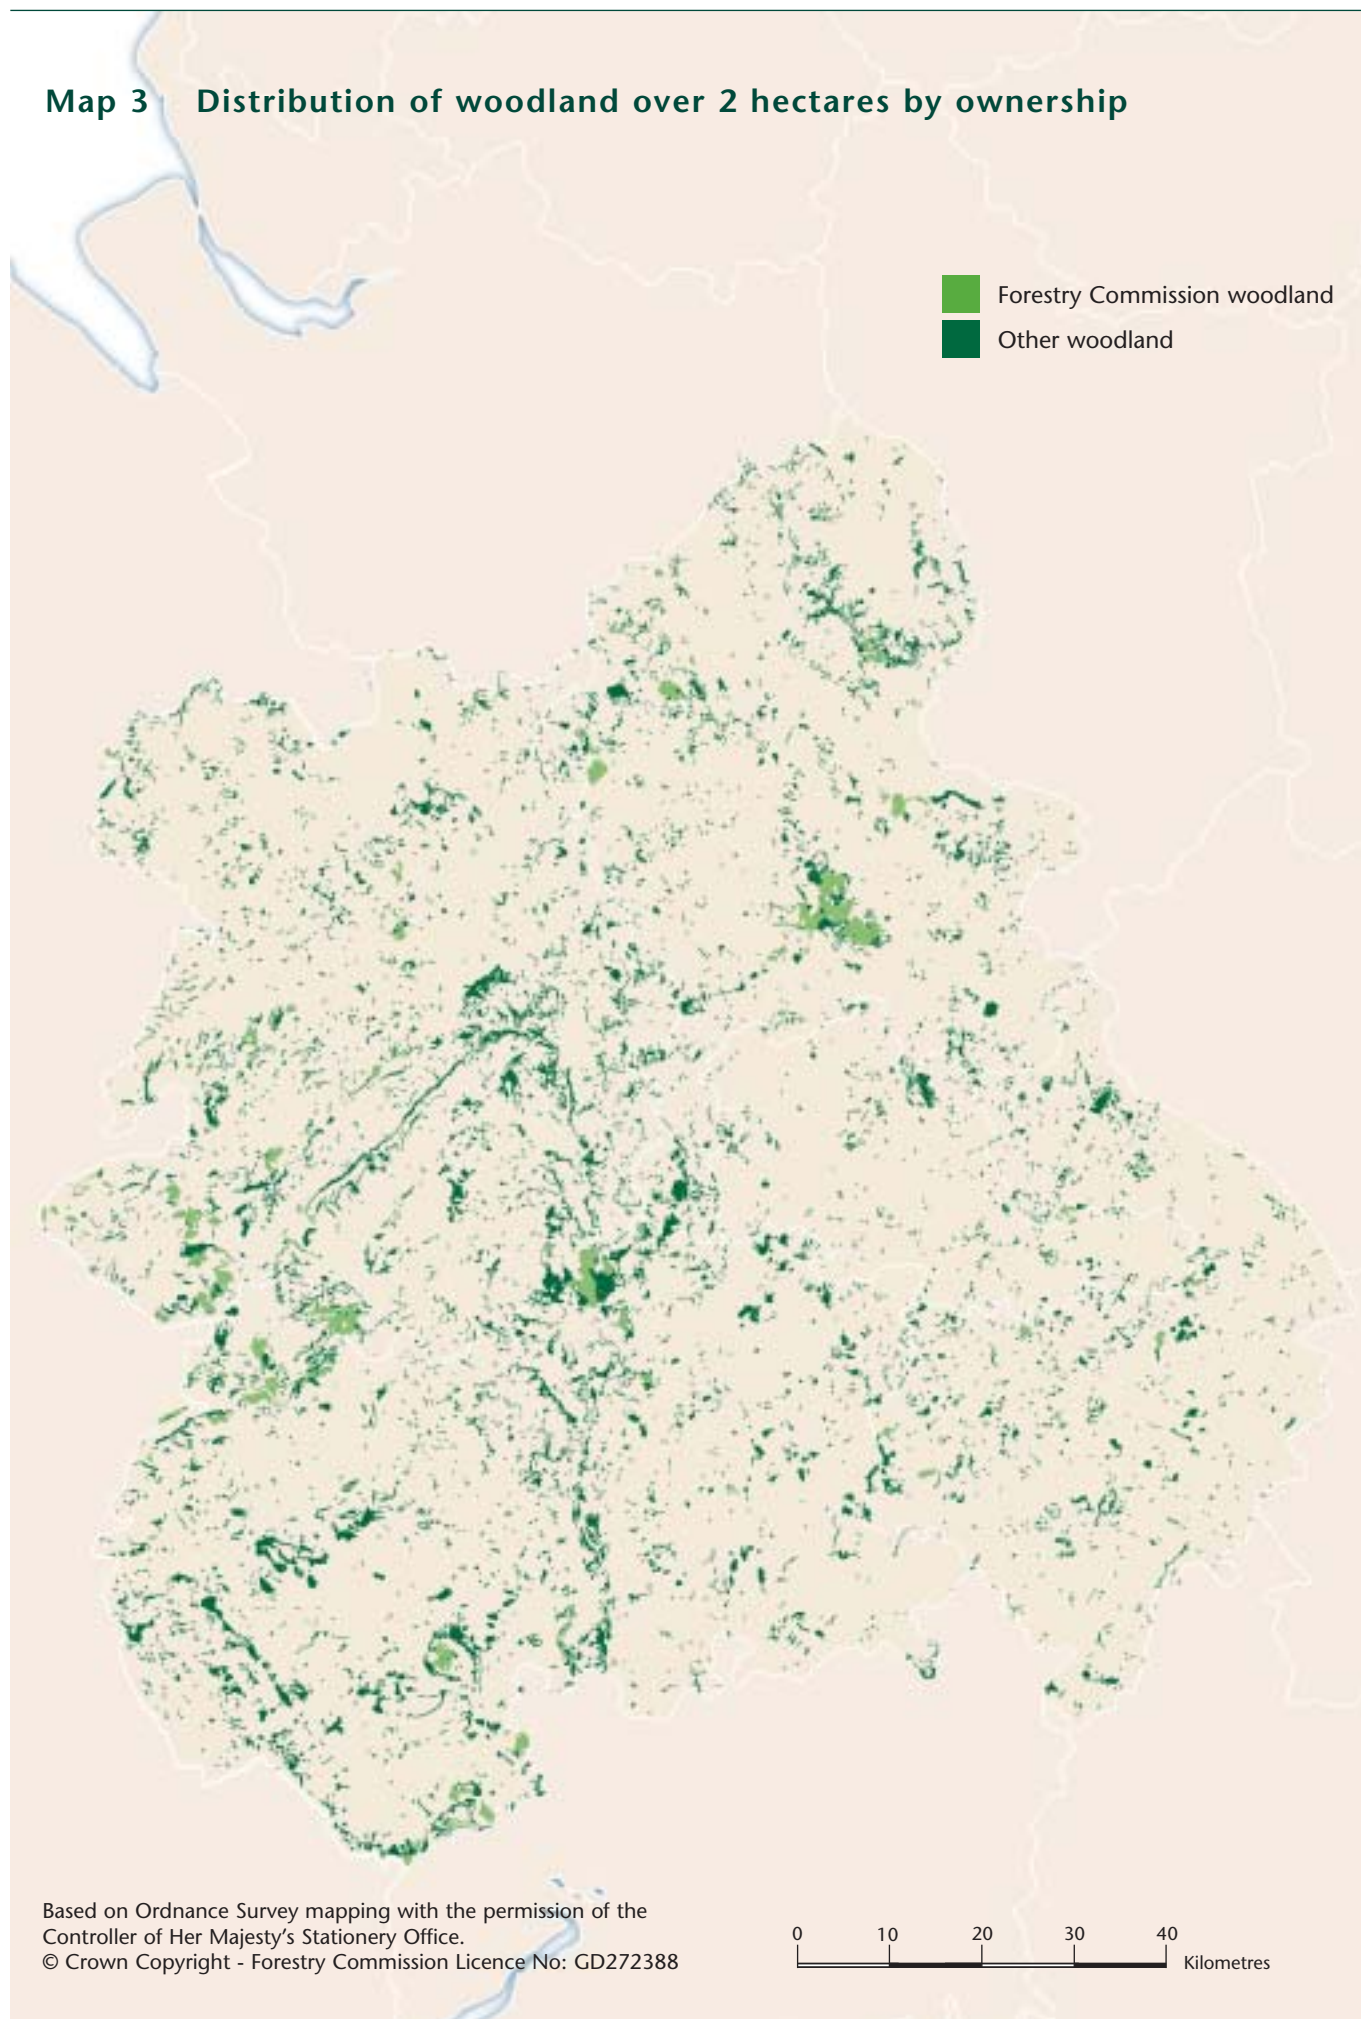 Map 3 Distribution of woodland over 2 hectares by ownership
Forestry Commission woodland
Other woodland
Based on Ordnance Survey mapping with the permission of the
Controller of Her Majesty's Stationery Office.
© Crown Copyright - Forestry Commission Licence No: GD272388
0 10 20 30 40
Kilometres